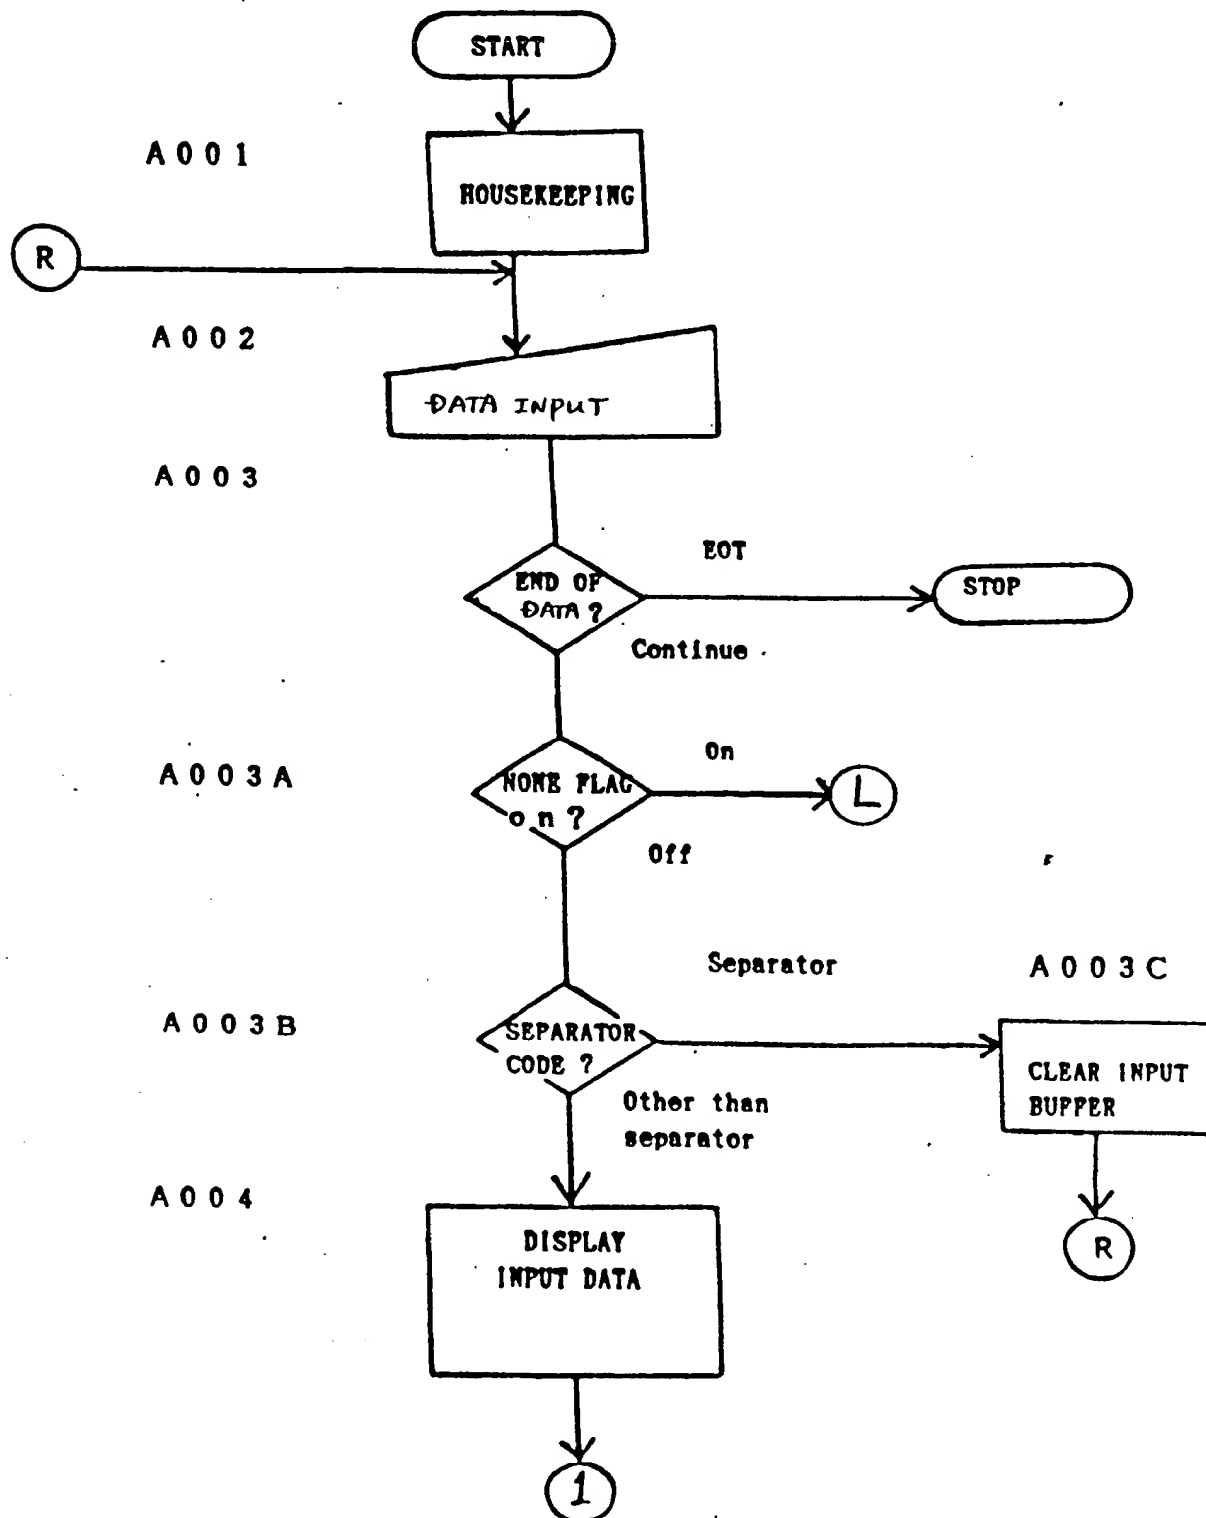 START
A001
HOUSEKEEPING
R
A002
DATA INPUT
A003
END OF
DATA ?
EOT
STOP
Continue
A003A
NONE FLAG
on ?
On
L
Off
Separator
A003C
A003B
SEPARATOR
CODE ?
CLEAR INPUT
BUFFER
Other than
separator
A004
DISPLAY
INPUT DATA
R
1